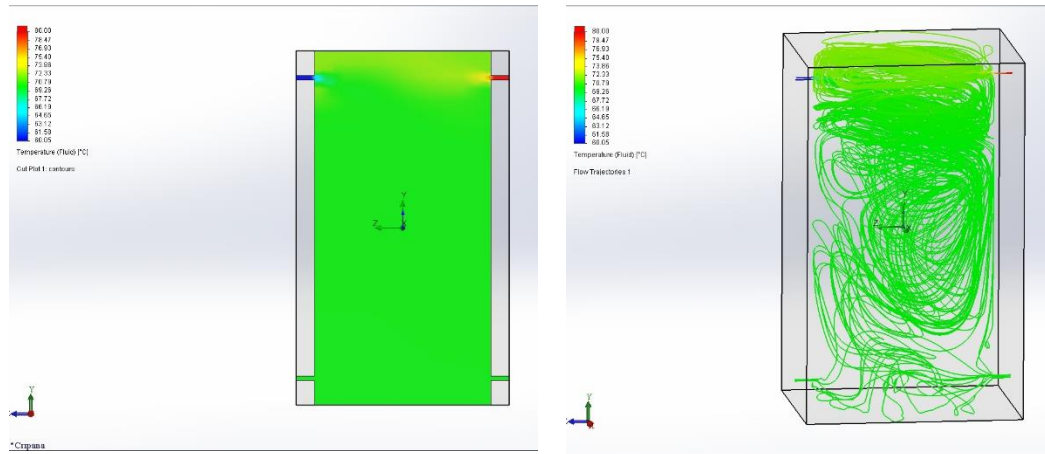 80.00
78.47
76.93
75.40
73.86
72.33
70.79
69.26
67.72
66.19
64.65
63.12
61.58
60.05
Temperature (Fluid) [°C]
Cut Plot 1: contours
Y
Z
X
Y
*Справа
80.00
78.47
76.93
75.40
73.86
72.33
70.79
69.26
67.72
66.19
64.65
63.12
61.58
60.05
Temperature (Fluid) [°C]
Flow Trajectories 1
Y
Z
X
Y